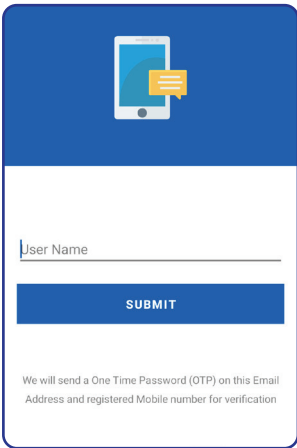 User Name
SUBMIT
We will send a One Time Password (OTP) on this Email
Address and registered Mobile number for verification